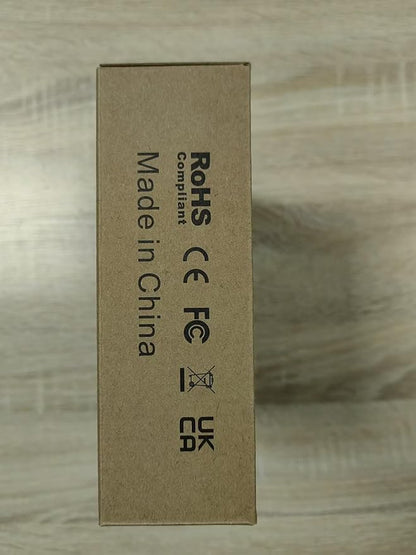 RoHS
Compliant
CE
FC
UK
CA
Made in China